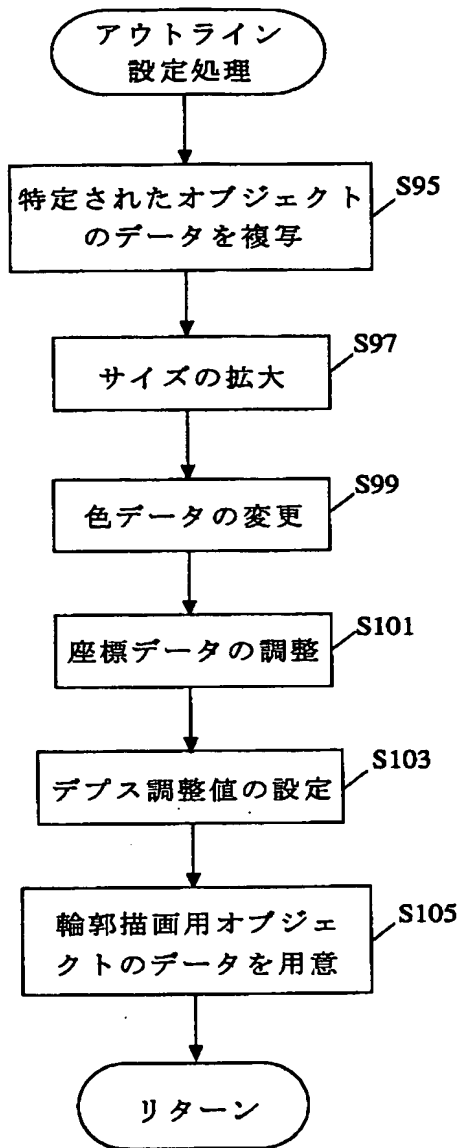 アウトライン
設定処理
特定されたオブジェクト
のデータを複写
S95
サイズの拡大
S97
色データの変更
S99
座標データの調整
S101
デプス調整値の設定
S103
輪郭描画用オブジェ
クトのデータを用意
S105
リターン